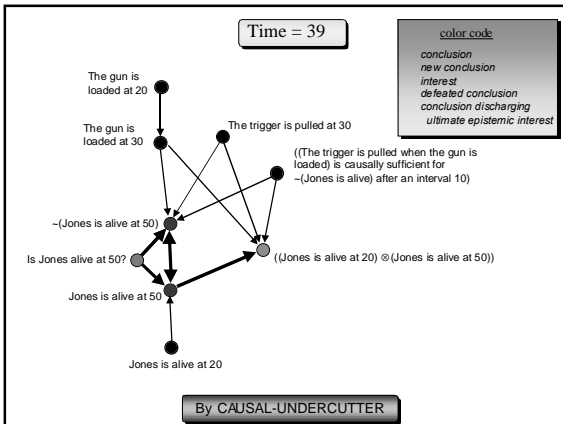 Time = 39
color code
conclusion
new conclusion
interest
defeated conclusion
conclusion discharging
ultimate epistemic interest
The gun is
loaded at 20
The gun is
loaded at 30
The trigger is pulled at 30
((The trigger is pulled when the gun is
loaded) is causally sufficient for
~(Jones is alive) after an interval 10)
~(Jones is alive at 50)
Is Jones alive at 50?
((Jones is alive at 20) ⊗(Jones is alive at 50))
Jones is alive at 50
Jones is alive at 20
By CAUSAL-UNDERCUTTER